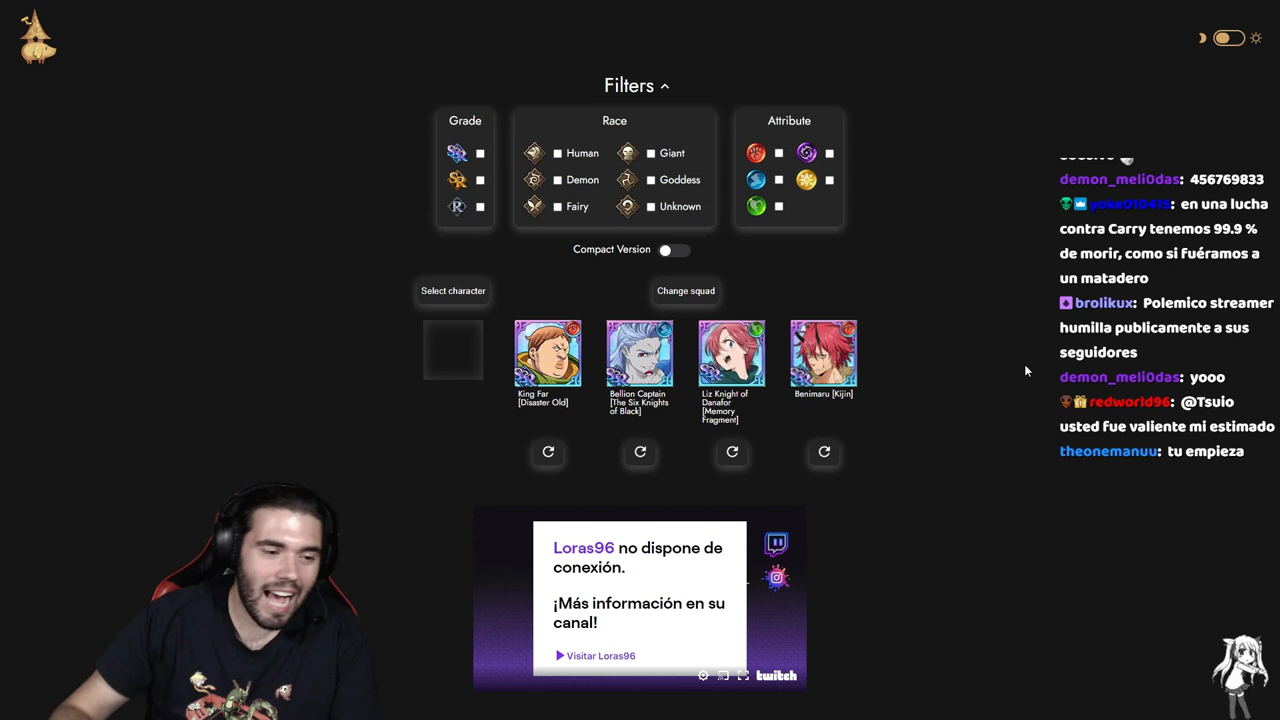 Filters
Grade
Race
Attribute
SSR
Human
Giant
SR
Demon
Goddess
R
Fairy
Unknown
Compact Version
Select character
Change squad
King Far
[Disaster Old]
Bellion Captain
[The Six Knights
of Black]
Liz Knight of
Danafor
[Memory
Fragment]
Benimaru [Kijin]
Loras96 no dispone de
conexión.
¡Más información en su
canal!
Visitar Loras96
twitch
demon_meli0das: 456769833
yoke010415: en una lucha
contra Carry tenemos 99.9 %
de morir, como si fuéramos a
un matadero
brolikux: Polemico streamer
humilla publicamente a sus
seguidores
demon_meli0das: yooo
redworld96: @Tsuio
usted fue valiente mi estimado
theonemanuu: tu empieza